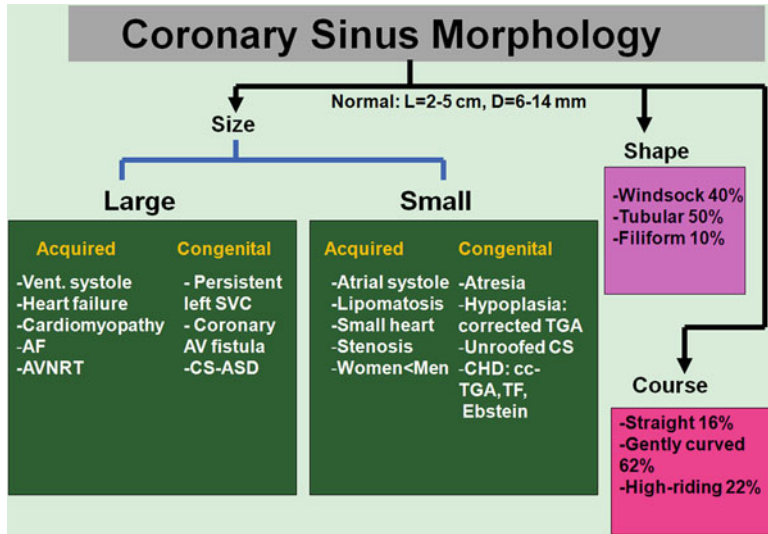 Coronary Sinus Morphology
Normal: L=2-5 cm, D=6-14 mm
Size
Large
Acquired
-Vent. systole
-Heart failure
-Cardiomyopathy
-AF
-AVNRT
Congenital
- Persistent
left SVC
- Coronary
AV fistula
-CS-ASD
Small
Acquired
-Atrial systole
-Lipomatosis
-Small heart
-Stenosis
-Women<Men
Congenital
-Atresia
-Hypoplasia:
corrected TGA
-Unroofed CS
-CHD: cc-
TGA, TF,
Ebstein
Shape
-Windsock 40%
-Tubular 50%
-Filiform 10%
Course
-Straight 16%
-Gently curved
62%
-High-riding 22%